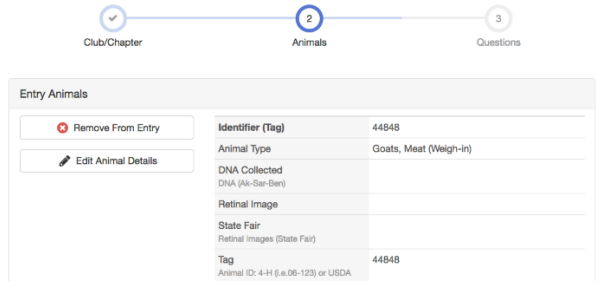 2
3
Club/Chapter
Animals
Questions
Entry Animals
Remove From Entry
Edit Animal Details
Identifier (Tag) 44848
Animal Type Goats, Meat (Weigh-in)
DNA Collected
DNA (Ak-Sar-Ben)
Retinal Image
State Fair
Retinal Images (State Fair)
Tag 44848
Animal ID: 4-H (i.e.06-123) or USDA